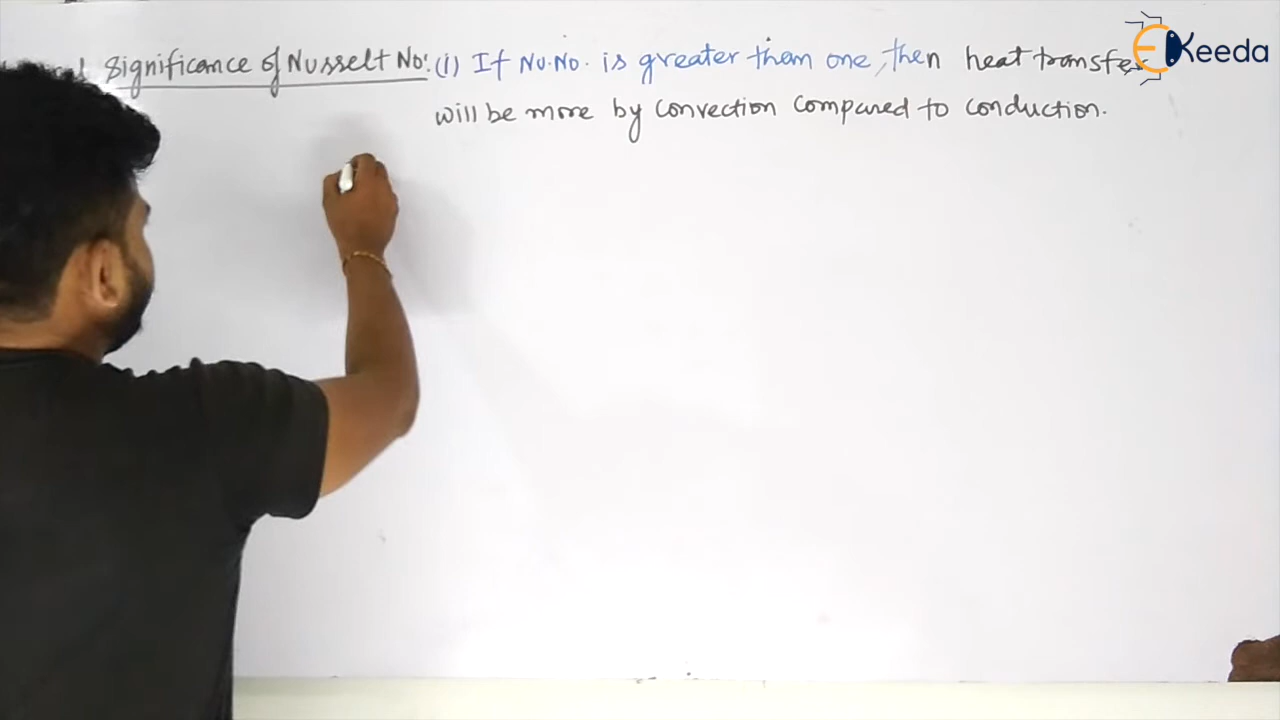 Significance of Nusselt No: (i) If Nu.No. is greater than one, then heat transfer
will be more by convection compared to conduction.
EKeeda